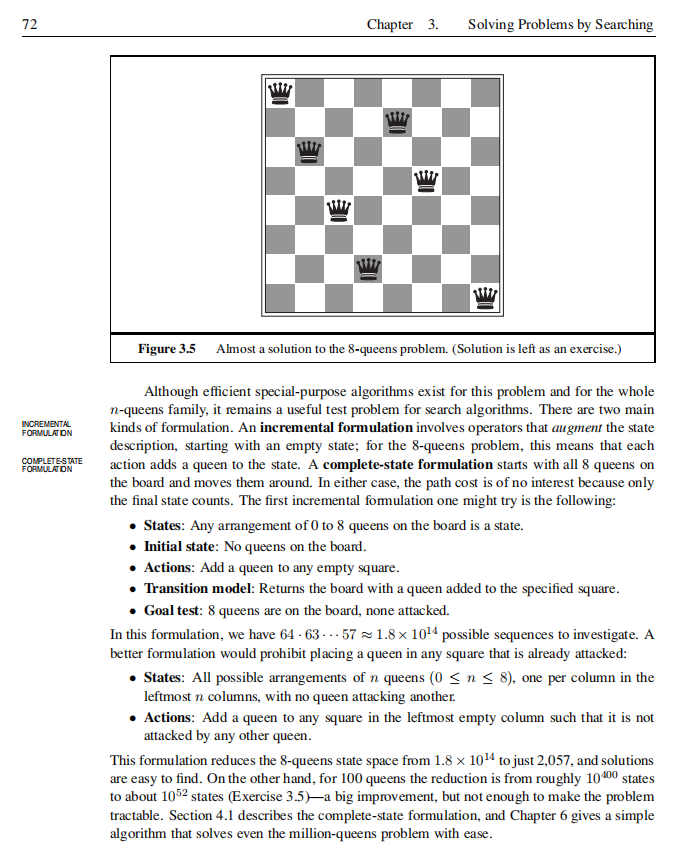 72 Chapter 3. Solving Problems by Searching
Figure 3.5 Almost a solution to the 8-queens problem. (Solution is left as an exercise.)
Although efficient special-purpose algorithms exist for this problem and for the whole
n-queens family, it remains a useful test problem for search algorithms. There are two main
INCREMENTAL
FORMULATION
kinds of formulation. An incremental formulation involves operators that augment the state
description, starting with an empty state; for the 8-queens problem, this means that each
COMPLETE-STATE
FORMULATION
action adds a queen to the state. A complete-state formulation starts with all 8 queens on
the board and moves them around. In either case, the path cost is of no interest because only
the final state counts. The first incremental formulation one might try is the following:
• States: Any arrangement of 0 to 8 queens on the board is a state.
• Initial state: No queens on the board.
• Actions: Add a queen to any empty square.
• Transition model: Returns the board with a queen added to the specified square.
• Goal test: 8 queens are on the board, none attacked.
In this formulation, we have 64 · 63 · · · 57 ≈ 1.8 × 10¹⁴ possible sequences to investigate. A
better formulation would prohibit placing a queen in any square that is already attacked:
• States: All possible arrangements of n queens (0 ≤ n ≤ 8), one per column in the
leftmost n columns, with no queen attacking another.
• Actions: Add a queen to any square in the leftmost empty column such that it is not
attacked by any other queen.
This formulation reduces the 8-queens state space from 1.8 × 10¹⁴ to just 2,057, and solutions
are easy to find. On the other hand, for 100 queens the reduction is from roughly 10⁴⁰⁰ states
to about 10⁵² states (Exercise 3.5)—a big improvement, but not enough to make the problem
tractable. Section 4.1 describes the complete-state formulation, and Chapter 6 gives a simple
algorithm that solves even the million-queens problem with ease.